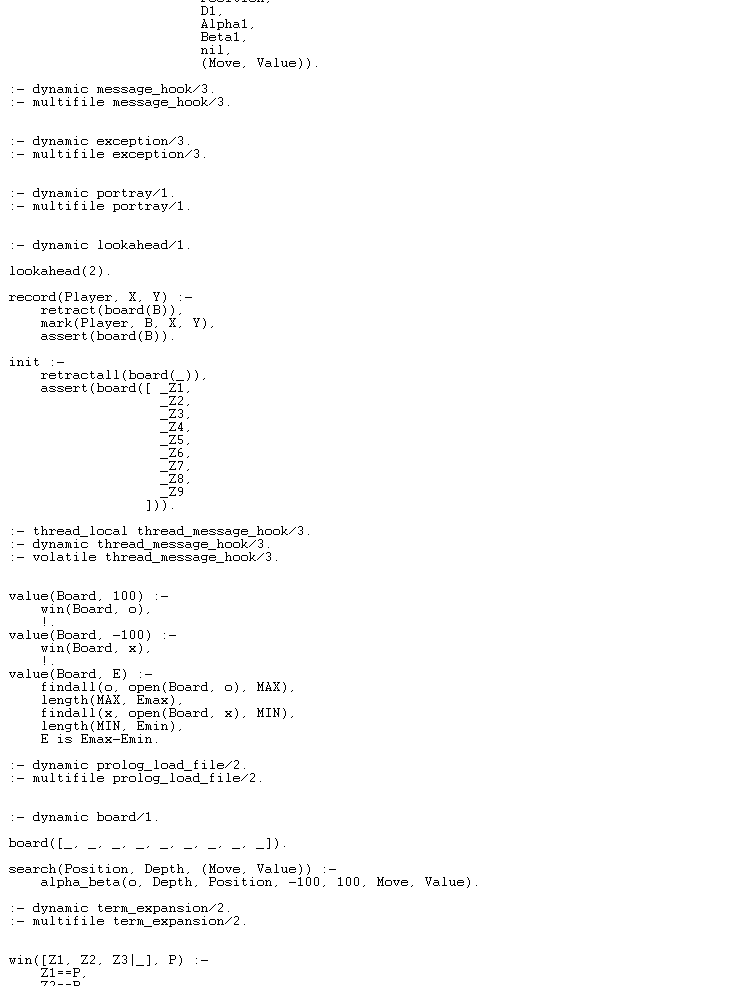 D1,
Alpha1,
Beta1,
nil,
(Move, Value)).
:- dynamic message_hook/3.
:- multifile message_hook/3.
:- dynamic exception/3.
:- multifile exception/3.
:- dynamic portray/1.
:- multifile portray/1.
:- dynamic lookahead/1.
lookahead(2).
record(Player, X, Y) :-
    retract(board(B)),
    mark(Player, B, X, Y),
    assert(board(B)).
init :-
    retractall(board(_)),
    assert(board([ _Z1,
                   _Z2,
                   _Z3,
                   _Z4,
                   _Z5,
                   _Z6,
                   _Z7,
                   _Z8,
                   _Z9
                 ])).
:- thread_local thread_message_hook/3.
:- dynamic thread_message_hook/3.
:- volatile thread_message_hook/3.
value(Board, 100) :-
    win(Board, o),
    !.
value(Board, -100) :-
    win(Board, x),
    !.
value(Board, E) :-
    findall(o, open(Board, o), MAX),
    length(MAX, Emax),
    findall(x, open(Board, x), MIN),
    length(MIN, Emin),
    E is Emax-Emin.
:- dynamic prolog_load_file/2.
:- multifile prolog_load_file/2.
:- dynamic board/1.
board([_, _, _, _, _, _, _, _, _]).
search(Position, Depth, (Move, Value)) :-
    alpha_beta(o, Depth, Position, -100, 100, Move, Value).
:- dynamic term_expansion/2.
:- multifile term_expansion/2.
win([Z1, Z2, Z3|_], P) :-
    Z1==P,
    Z2==P,